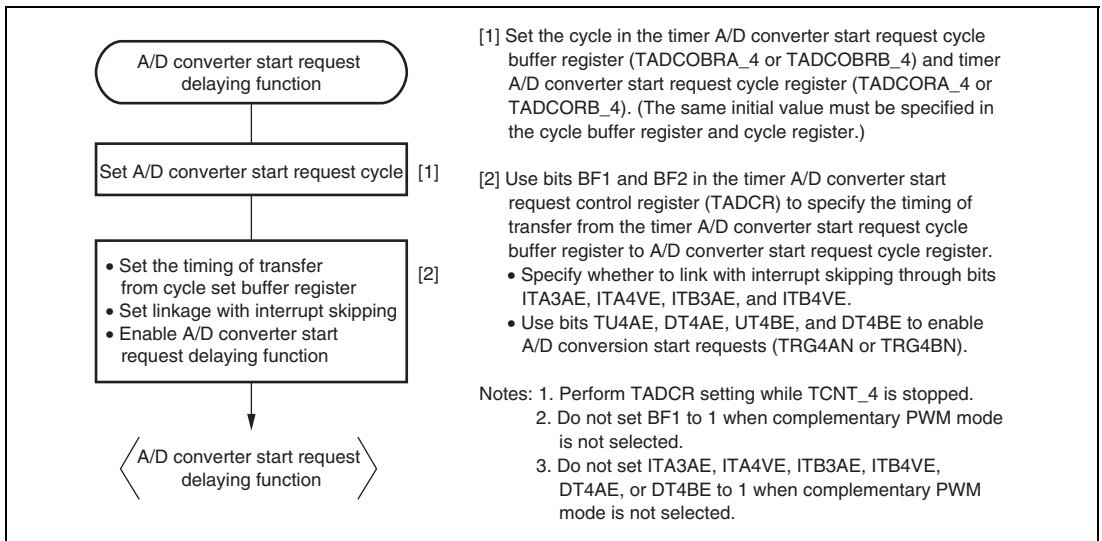 A/D converter start request
delaying function
Set A/D converter start request cycle
[1]
• Set the timing of transfer
from cycle set buffer register
• Set linkage with interrupt skipping
• Enable A/D converter start
request delaying function
[2]
A/D converter start request
delaying function
[1] Set the cycle in the timer A/D converter start request cycle
buffer register (TADCOBRA_4 or TADCOBRB_4) and timer
A/D converter start request cycle register (TADCORA_4 or
TADCORB_4). (The same initial value must be specified in
the cycle buffer register and cycle register.)
[2] Use bits BF1 and BF2 in the timer A/D converter start
request control register (TADCR) to specify the timing of
transfer from the timer A/D converter start request cycle
buffer register to A/D converter start request cycle register.
• Specify whether to link with interrupt skipping through bits
ITA3AE, ITA4VE, ITB3AE, and ITB4VE.
• Use bits TU4AE, DT4AE, UT4BE, and DT4BE to enable
A/D conversion start requests (TRG4AN or TRG4BN).
Notes: 1. Perform TADCR setting while TCNT_4 is stopped.
2. Do not set BF1 to 1 when complementary PWM mode
is not selected.
3. Do not set ITA3AE, ITA4VE, ITB3AE, ITB4VE,
DT4AE, or DT4BE to 1 when complementary PWM
mode is not selected.